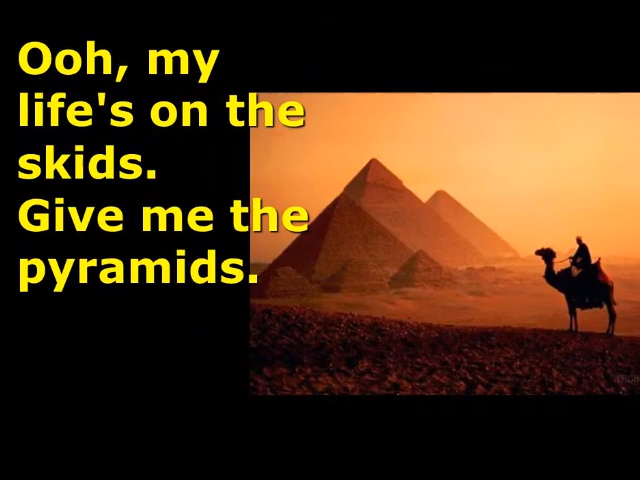 Ooh, my
life's on the
skids.
Give me the
pyramids.